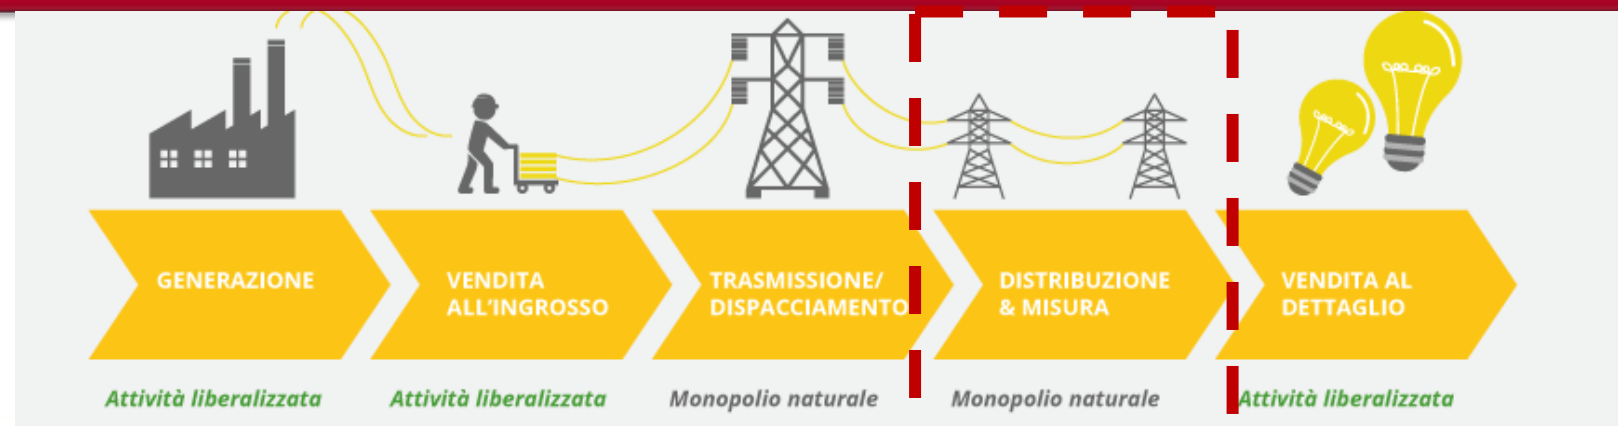 GENERAZIONE
VENDITA
ALL'INGROSSO
TRASMISSIONE/
DISPACCIAMENTO
DISTRIBUZIONE
& MISURA
VENDITA AL
DETTAGLIO
Attività liberalizzata
Attività liberalizzata
Monopolio naturale
Monopolio naturale
Attività liberalizzata